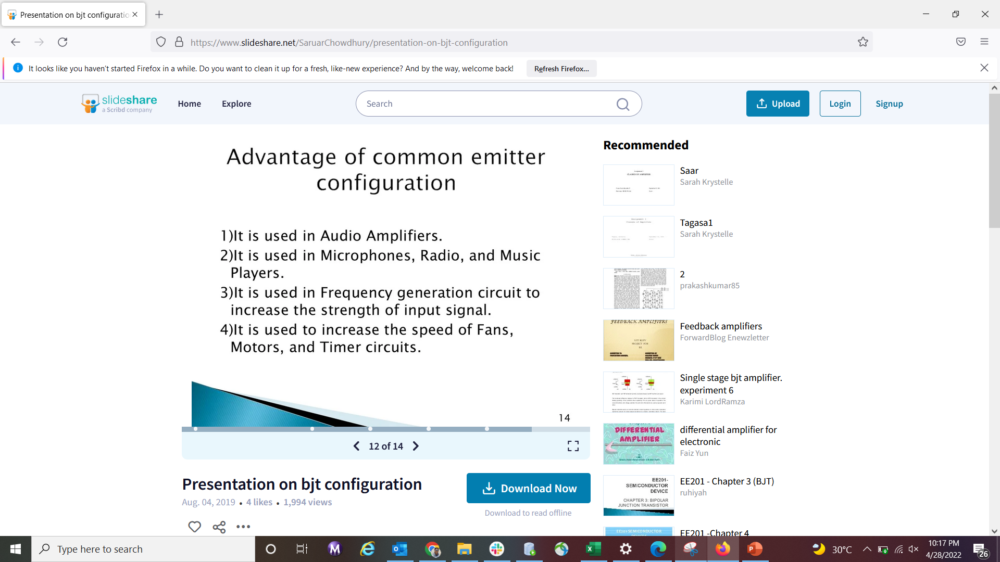 Presentation on bjt configuratio
https://www.slideshare.net/SaruarChowdhury/presentation-on-bjt-configuration
It looks like you haven't started Firefox in a while. Do you want to clean it up for a fresh, like-new experience? And by the way, welcome back!
Refresh Firefox...
slideshare
a Scribd company
Home
Explore
Search
Upload
Login
Signup
Advantage of common emitter
configuration
1)It is used in Audio Amplifiers.
2)It is used in Microphones, Radio, and Music
Players.
3)It is used in Frequency generation circuit to
increase the strength of input signal.
4)It is used to increase the speed of Fans,
Motors, and Timer circuits.
14
12 of 14
Presentation on bjt configuration
Aug. 04, 2019 • 4 likes • 1,994 views
Download Now
Download to read offline
Recommended
Saar
Sarah Krystelle
Tagasa1
Sarah Krystelle
2
prakashkumar85
FEEDBACK AMPLIFIERS
Feedback amplifiers
ForwardBlog Enewzletter
Single stage bjt amplifier.
experiment 6
Karimi LordRamza
DIFFERENTIAL
AMPLIFIER
differential amplifier for
electronic
Faiz Yun
EE201-
SEMICONDUCTOR
DEVICE
CHAPTER 3: BIPOLAR
JUNCTION TRANSISTOR
EE201 - Chapter 3 (BJT)
ruhiyah
EE201 SEMICONDUCTOR
EE201 -Chapter 4
Type here to search
30°C
10:17 PM
4/28/2022
26